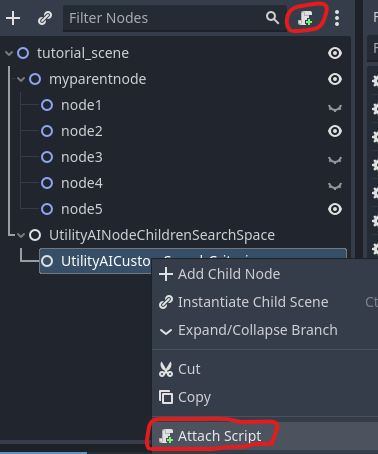 Filter Nodes
tutorial_scene
myparentnode
node1
node2
node3
node4
node5
UtilityAINodeChildrenSearchSpace
UtilityAICusto
Add Child Node
Instantiate Child Scene
Expand/Collapse Branch
Cut
Copy
Attach Script